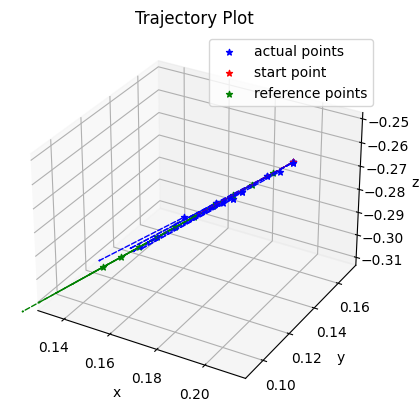 Trajectory Plot
actual points
start point
reference points
−0.25
−0.26
−0.27
−0.28
−0.29
−0.30
−0.31
z
0.16
0.14
0.12
0.10
y
0.14
0.16
0.18
0.20
x